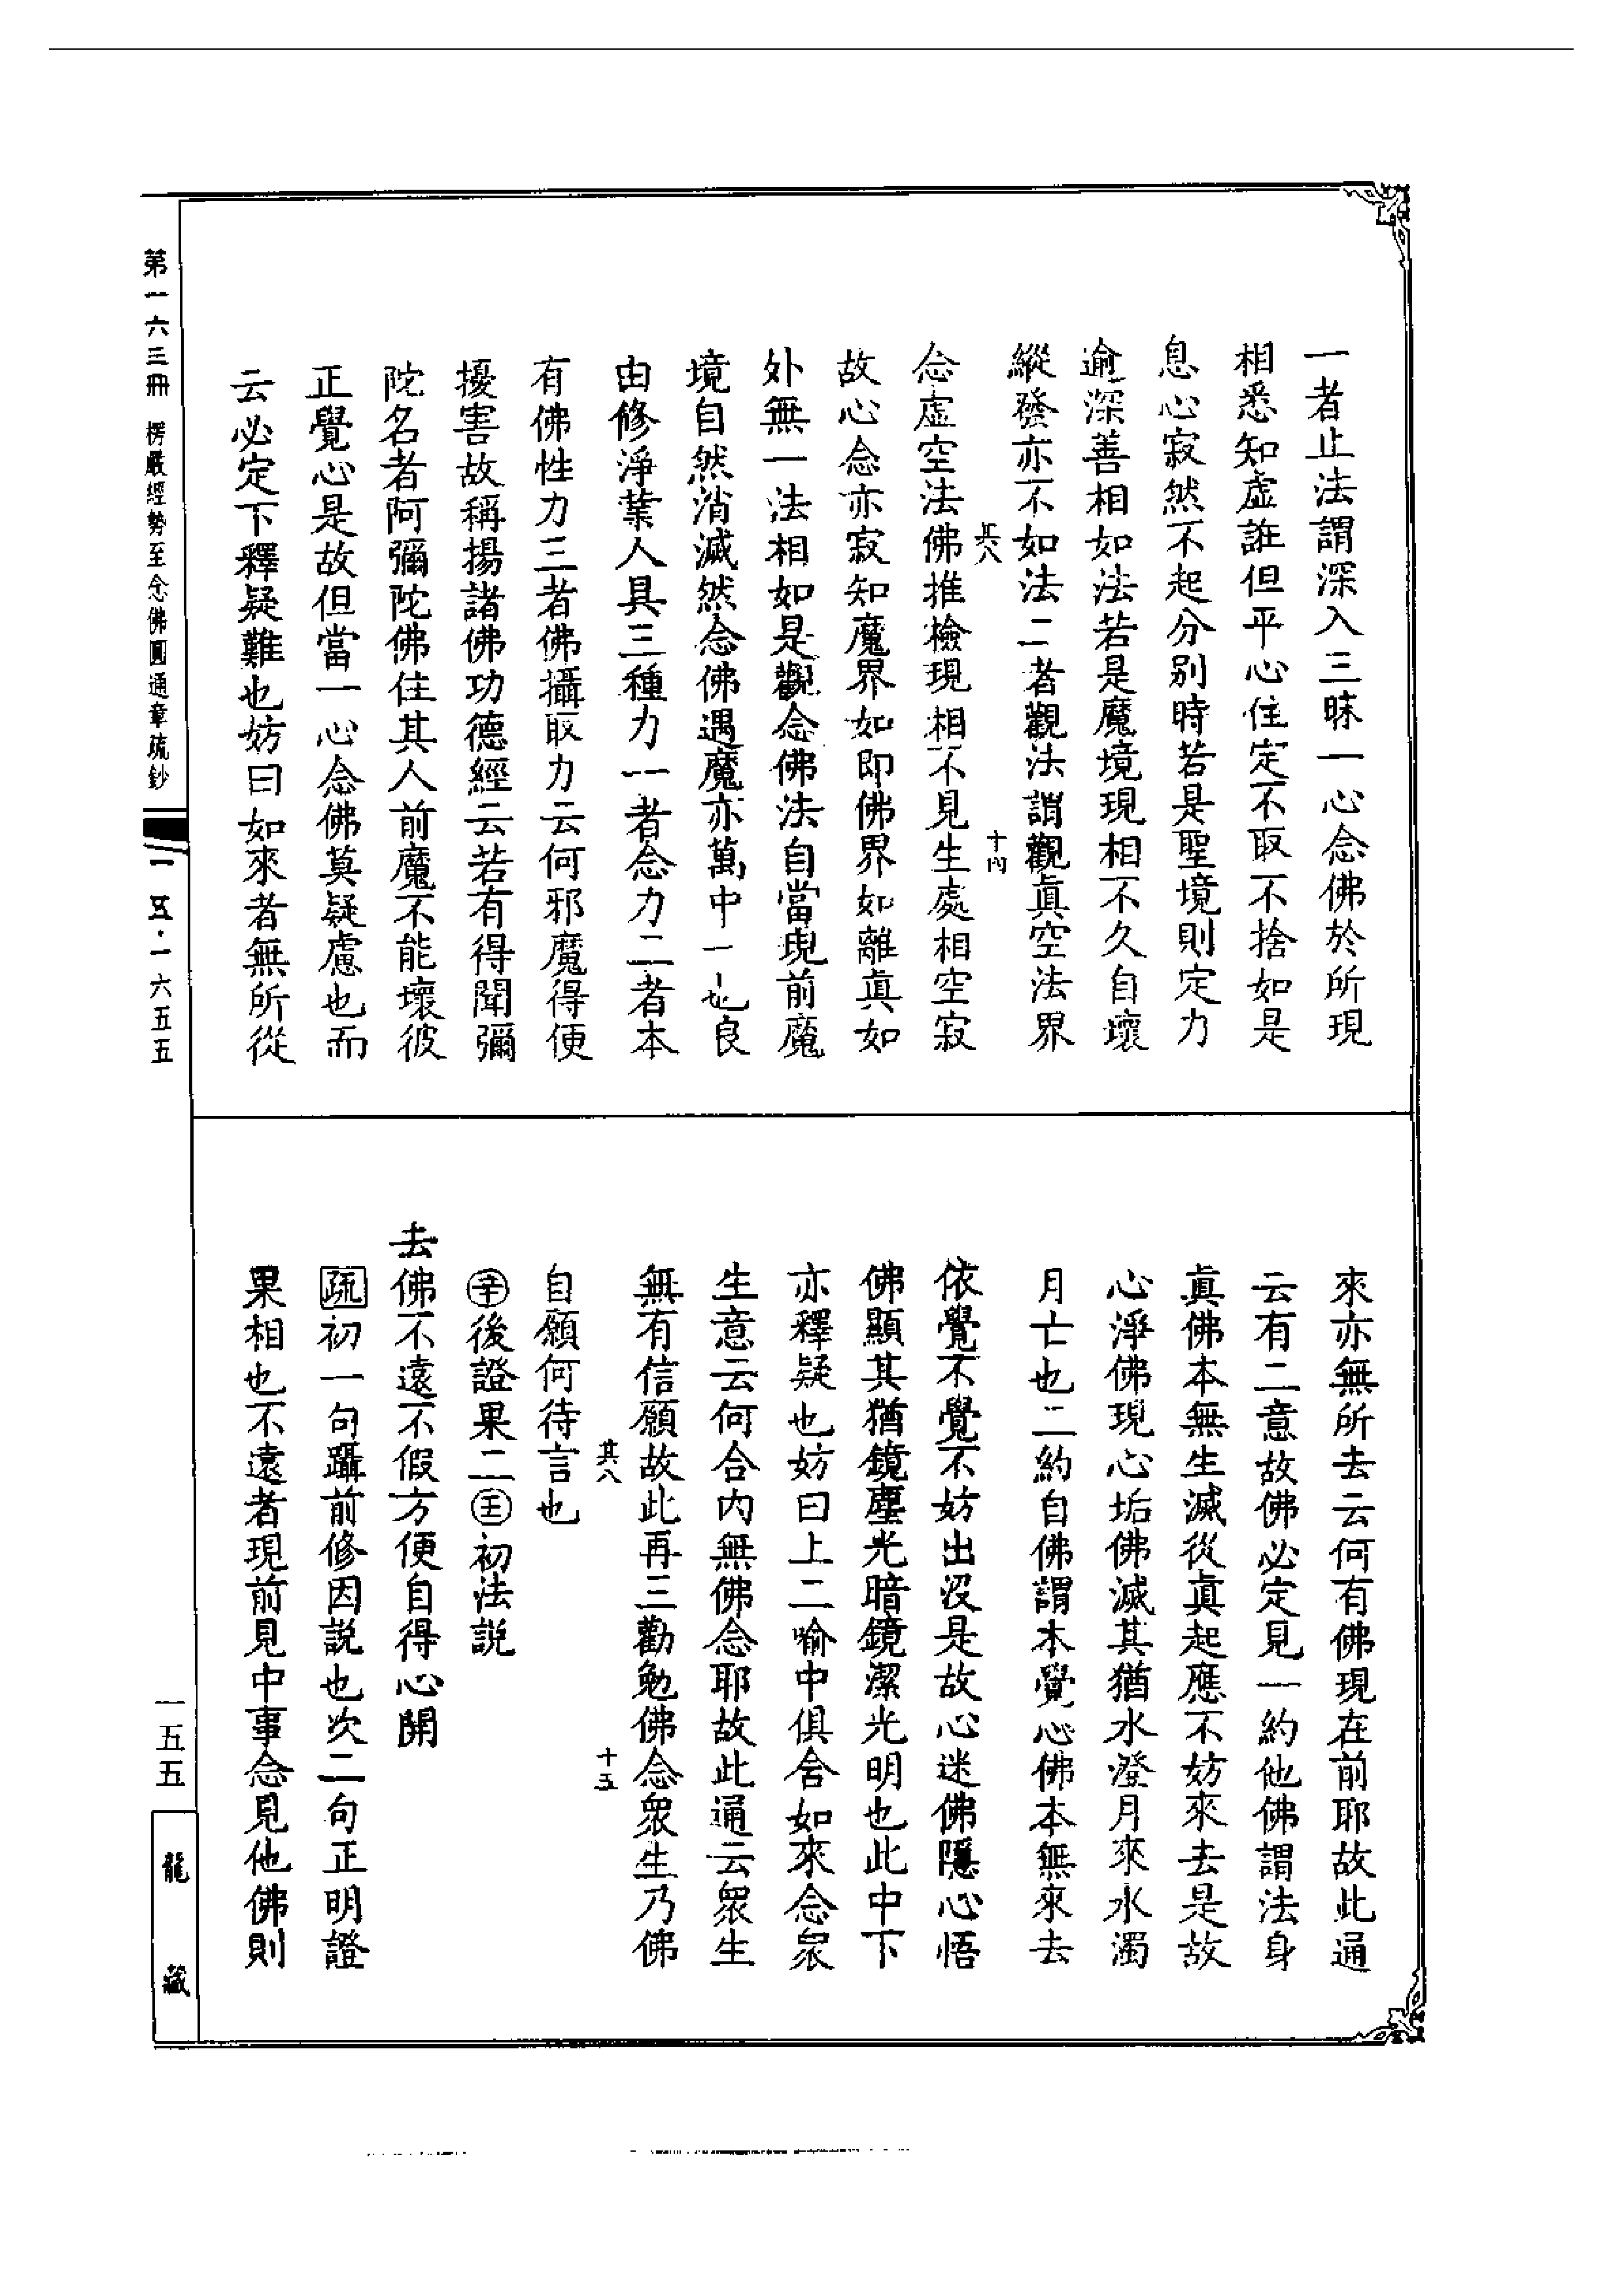 一者止法謂深入三昧一心念佛於所現
相悉知虛誑但平心住定不取不捨如是
息心寂然不起分別時若是聖境則定力
逾深善相如法若是魔境現相不久自壞
縱發亦不如法二者觀法謂觀眞空法界
其八
念虛空法佛推檢現相不見生處相空寂
故心念亦寂知魔界如即佛界如離眞如
外無一法相如是觀念佛法自當現前魔
境自然消滅然念佛遇魔亦萬中一也良
由修淨業人具三種力一者念力二者本
有佛性力三者佛攝取力云何邪魔得便
擾害故稱揚諸佛功德經云若有得聞彌
陀名者阿彌陀佛住其人前魔不能壞彼
正覺心是故但當一心念佛莫疑慮也而
云必定下釋疑難也妨曰如來者無所從
來亦無所去云何有佛現在前耶故此通
云有二意故佛必定見一約他佛謂法身
眞佛本無生滅從眞起應不妨來去是故
心淨佛現心垢佛滅其猶水澄月來水濁
月亡也二約自佛謂本覺心佛本無來去
依覺不覺不妨出沒是故心迷佛隱心悟
佛顯其猶鏡塵光暗鏡潔光明也此中下
亦釋疑也妨曰上二喻中俱含如來念眾
生意云何合內無佛念耶故此通云眾生
無有信願故此再三勸勉佛念眾生乃佛
其八 十五
自願何待言也
㊛後證果二㊛初法說
去佛不遠不假方便自得心開
疏初一句躡前修因說也次二句正明證
果相也不遠者現前見中事念見他佛則
第一六三冊 楞嚴經勢至念佛圓通章疏鈔
一五·一六五五
一五五
龍藏